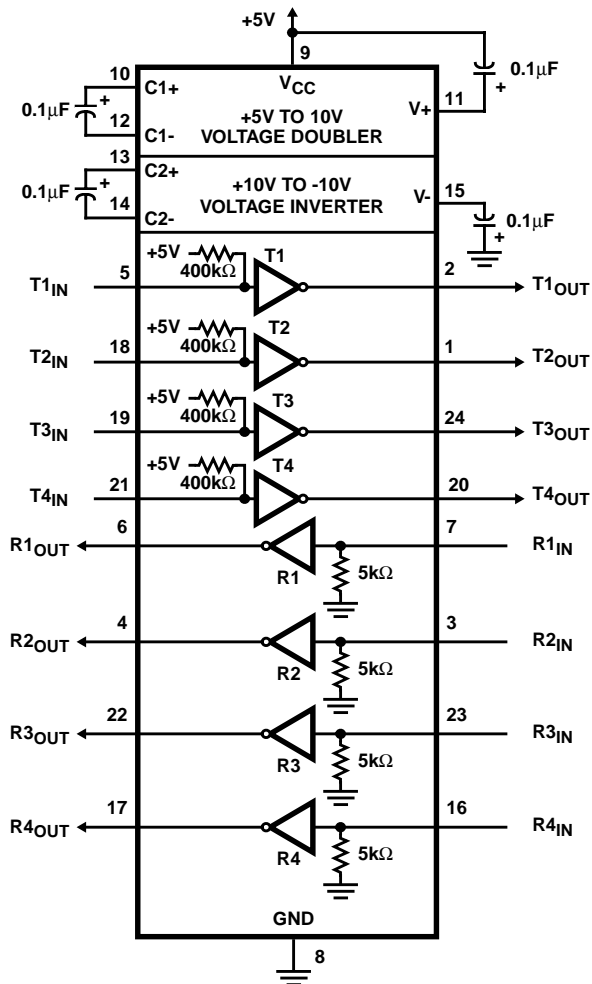 +5V
9
10
C1+
VCC
0.1µF
+
+5V TO 10V
VOLTAGE DOUBLER
V+
11
+
0.1µF
12
C1-
13
C2+
0.1µF
+
+10V TO -10V
VOLTAGE INVERTER
V-
15
14
C2-
0.1µF
+
T1IN
5
+5V
400kΩ
T1
2
T1OUT
T2IN
18
+5V
400kΩ
T2
1
T2OUT
T3IN
19
+5V
400kΩ
T3
24
T3OUT
T4IN
21
+5V
400kΩ
T4
20
T4OUT
R1OUT
6
R1
5kΩ
7
R1IN
R2OUT
4
R2
5kΩ
3
R2IN
R3OUT
22
R3
5kΩ
23
R3IN
R4OUT
17
R4
5kΩ
16
R4IN
GND
8